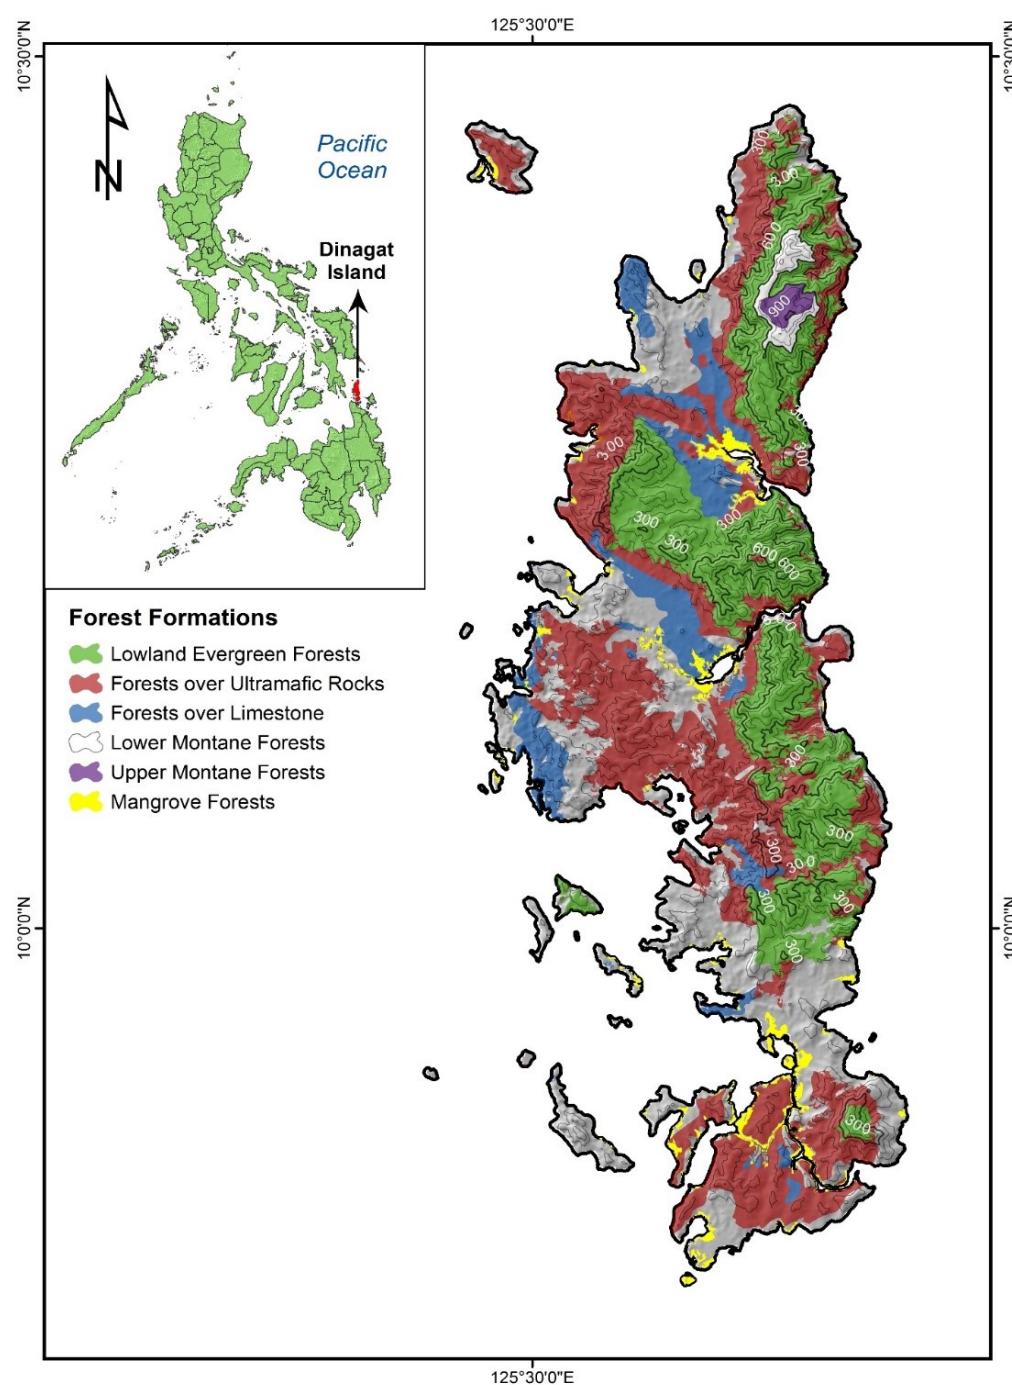 125°30'0"E
10°30'0"N
10°30'0"N
N
Pacific
Ocean
Dinagat
Island
Forest Formations
Lowland Evergreen Forests
Forests over Ultramafic Rocks
Forests over Limestone
Lower Montane Forests
Upper Montane Forests
Mangrove Forests
300
300
600
900
300
300
300
300
300
300
600
600
300
300
300
300
300
300
300
300
300
10°0'0"N
10°0'0"N
125°30'0"E